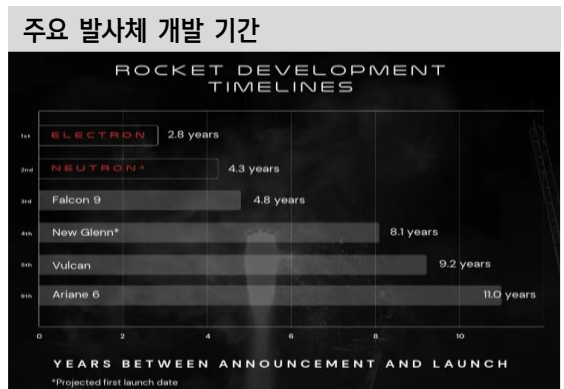 주요 발사체 개발 기간
ROCKET DEVELOPMENT
TIMELINES
1st ELECTRON 2.8 years
2nd NEUTRON* 4.3 years
3rd Falcon 9 4.8 years
4th New Glenn* 8.1 years
5th Vulcan 9.2 years
6th Ariane 6 11.0 years
0 2 4 6 8 10
YEARS BETWEEN ANNOUNCEMENT AND LAUNCH
*Projected first launch date